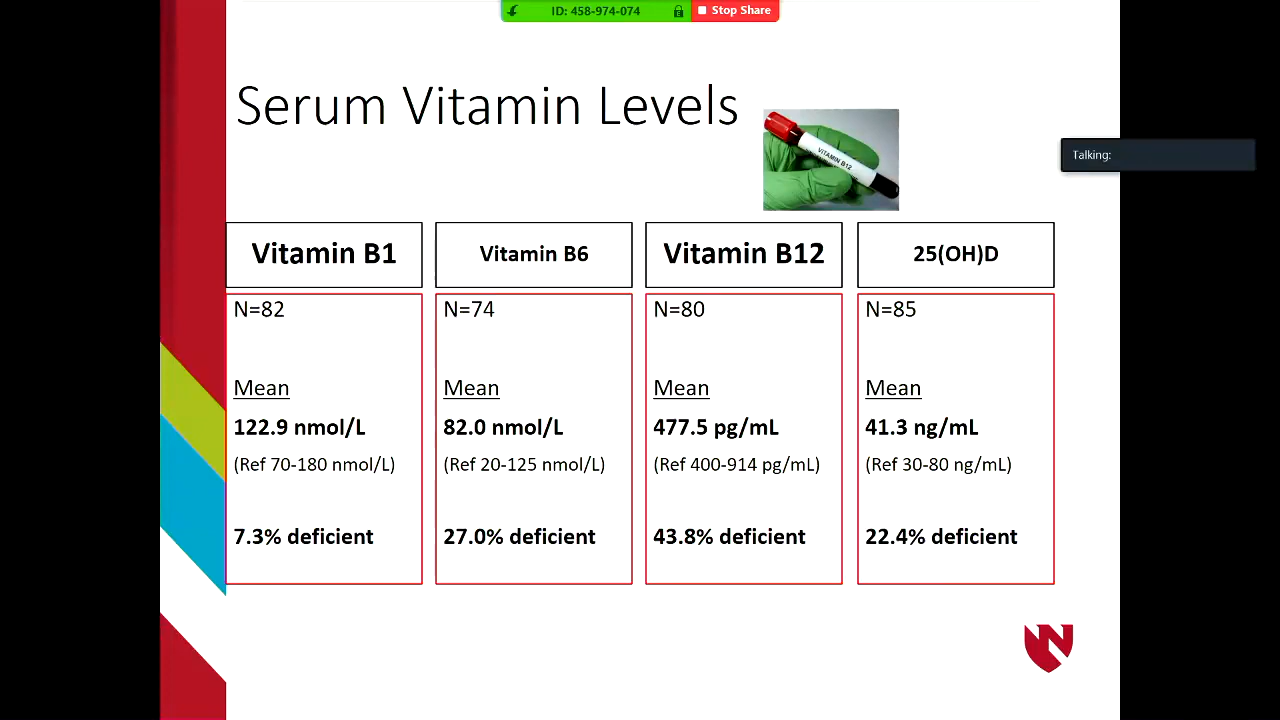 ID: 458-974-074
Stop Share
Serum Vitamin Levels
VITAMIN B12
Talking:
Vitamin B1
N=82
Mean
122.9 nmol/L
(Ref 70-180 nmol/L)
7.3% deficient
Vitamin B6
N=74
Mean
82.0 nmol/L
(Ref 20-125 nmol/L)
27.0% deficient
Vitamin B12
N=80
Mean
477.5 pg/mL
(Ref 400-914 pg/mL)
43.8% deficient
25(OH)D
N=85
Mean
41.3 ng/mL
(Ref 30-80 ng/mL)
22.4% deficient
N